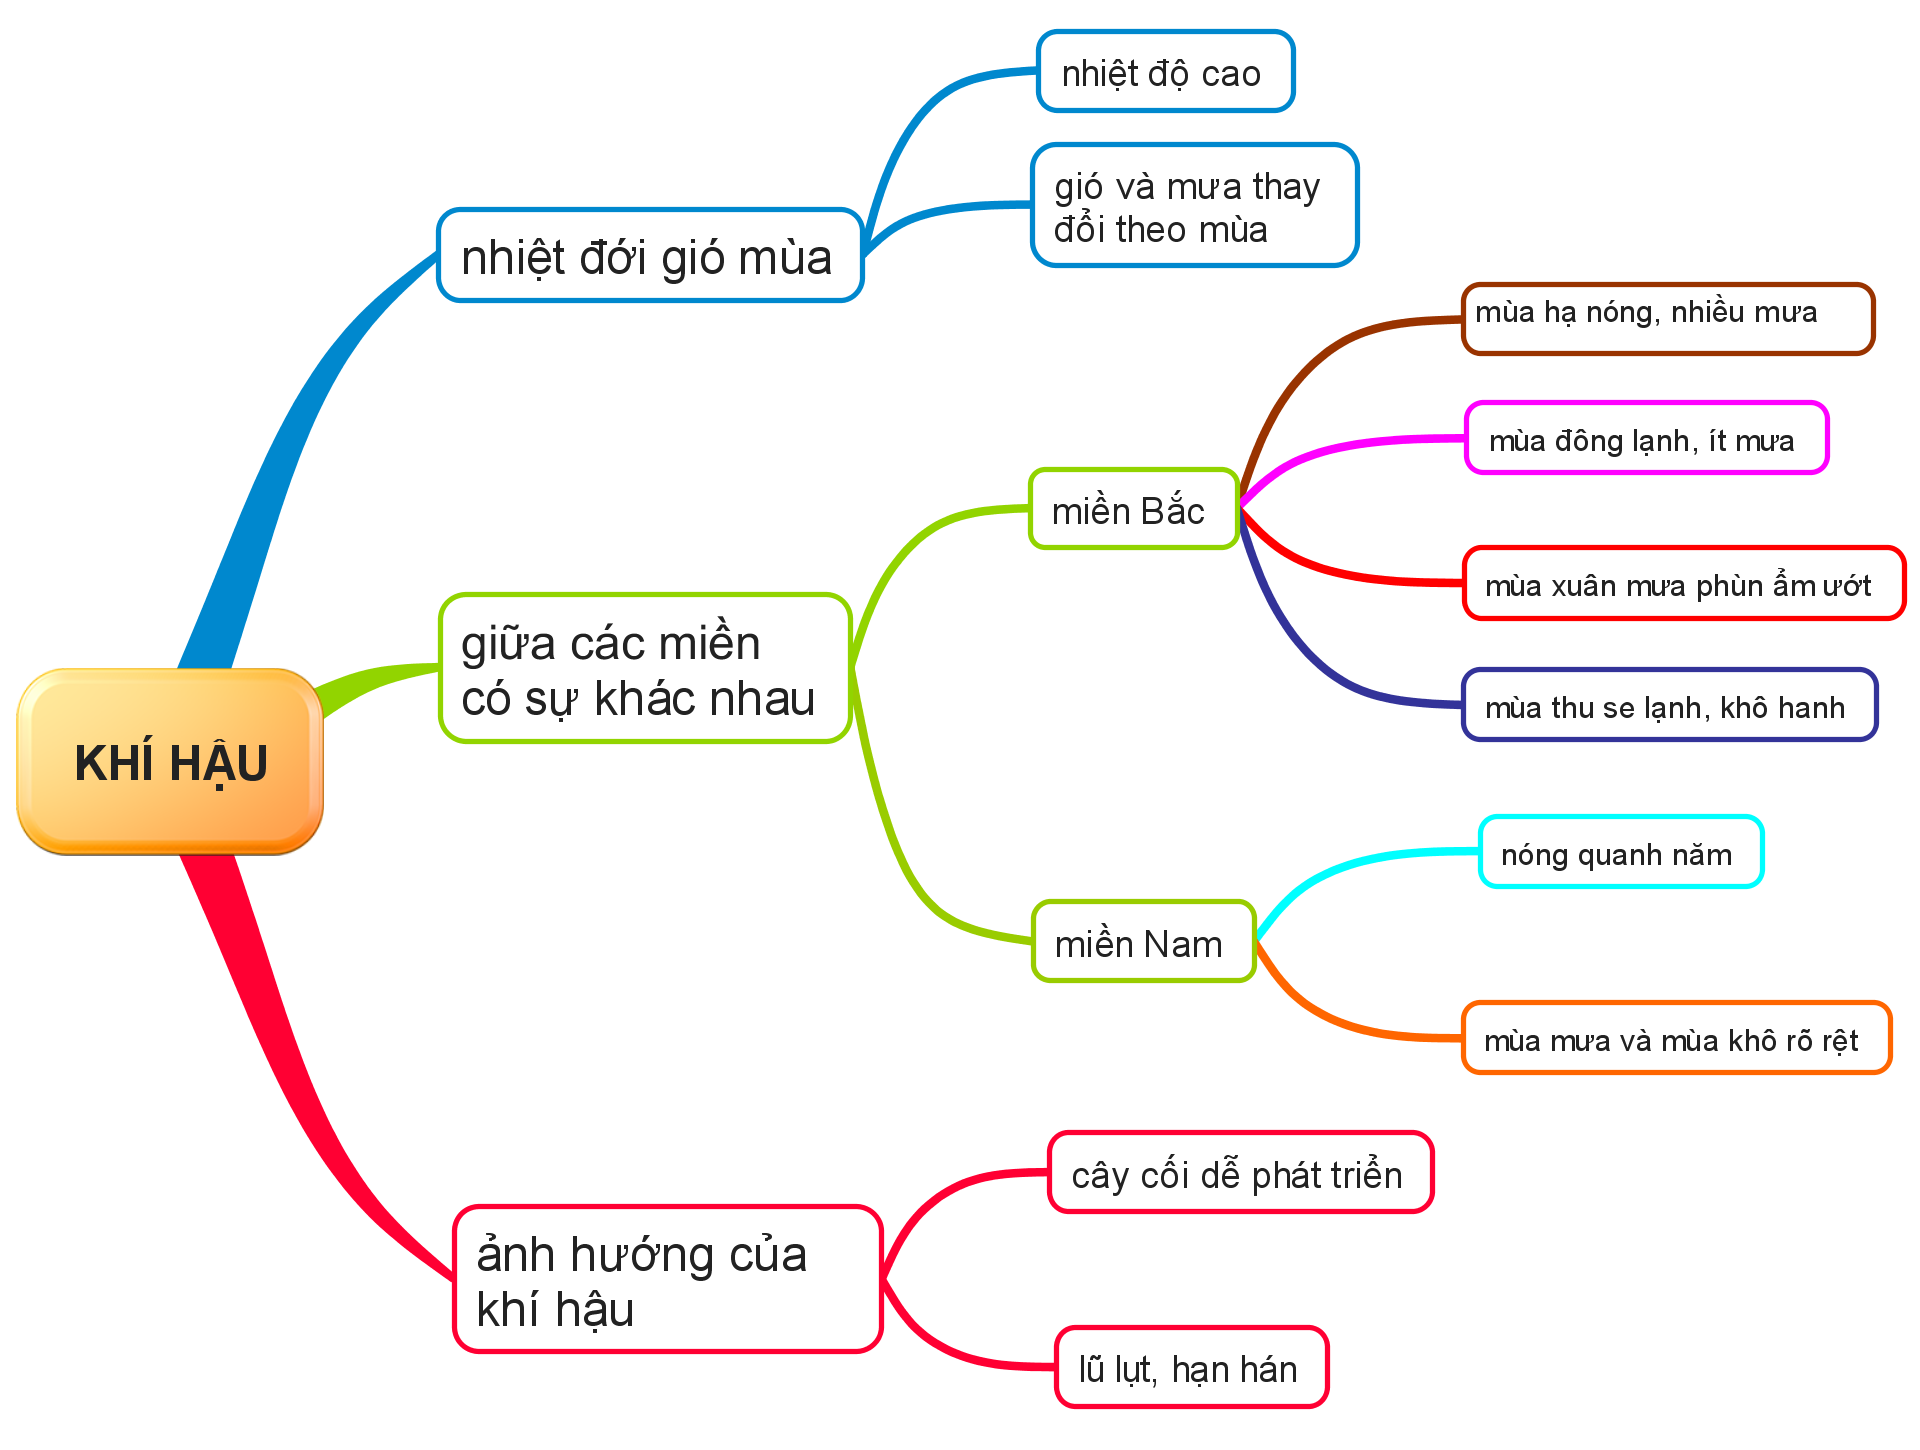 KHÍ HẬU
nhiệt đới gió mùa
nhiệt độ cao
gió và mưa thay
đổi theo mùa
giữa các miền
có sự khác nhau
miền Bắc
mùa hạ nóng, nhiều mưa
mùa đông lạnh, ít mưa
mùa xuân mưa phùn ẩm ướt
mùa thu se lạnh, khô hanh
miền Nam
nóng quanh năm
mùa mưa và mùa khô rõ rệt
ảnh hướng của
khí hậu
cây cối dễ phát triển
lũ lụt, hạn hán